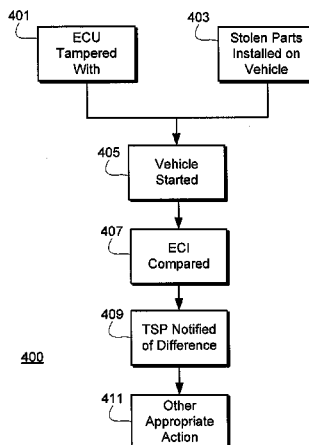 401
ECU
Tampered
With
403
Stolen Parts
Installed on
Vehicle
405
Vehicle
Started
407
ECI
Compared
409
TSP Notified
of Difference
400
411
Other
Appropriate
Action